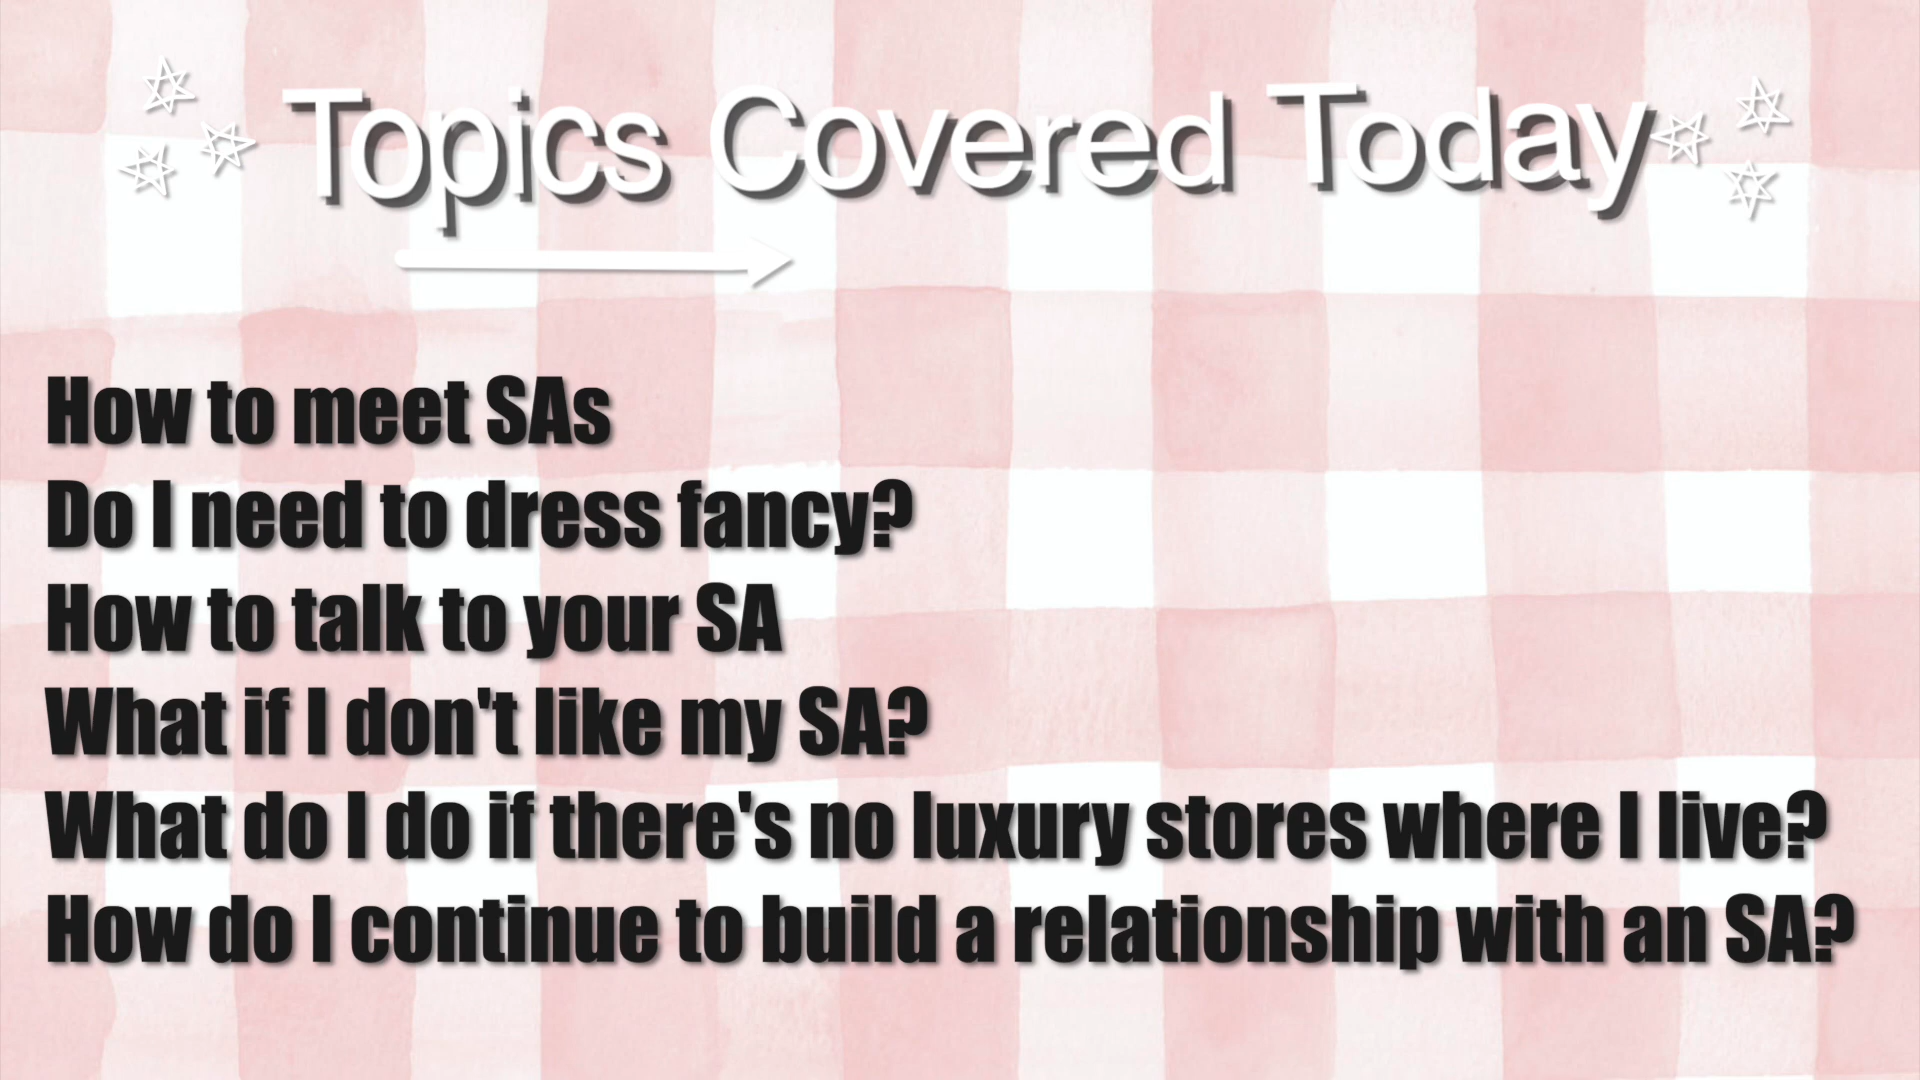 Topics Covered Today
How to meet SAs
Do I need to dress fancy?
How to talk to your SA
What if I don't like my SA?
What do I do if there's no luxury stores where I live?
How do I continue to build a relationship with an SA?